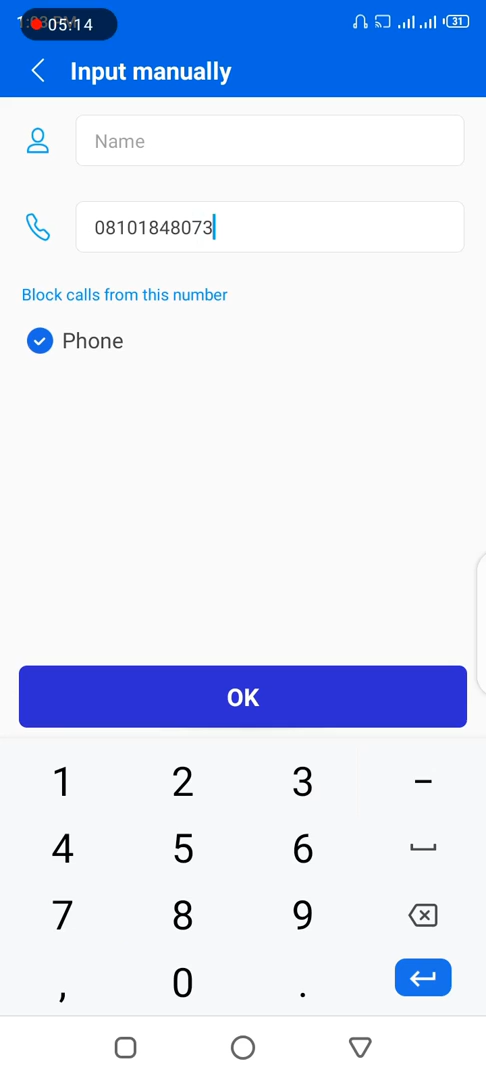 05:14
31
Input manually
Name
08101848073
Block calls from this number
Phone
OK
1 2 3 -
4 5 6
7 8 9
, 0 .